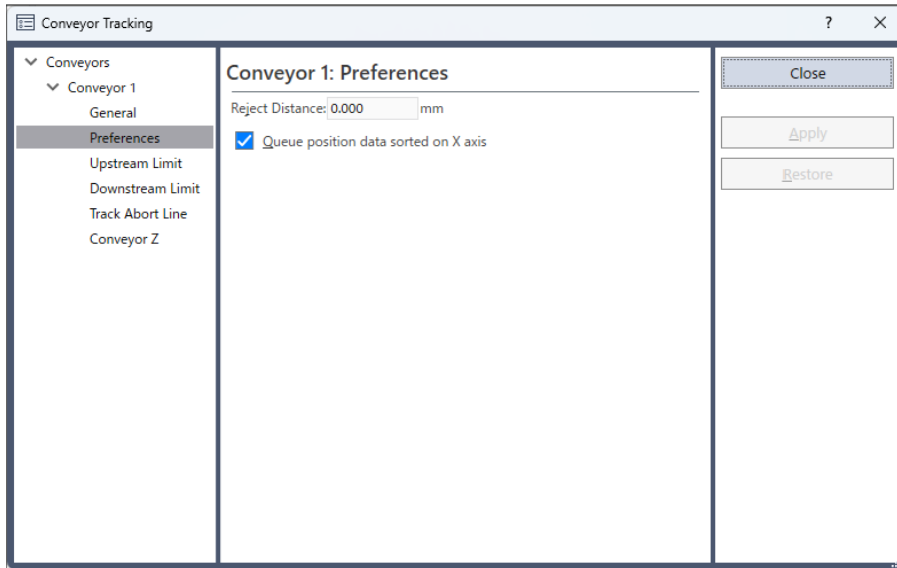 Conveyor Tracking
?
Conveyors
Conveyor 1
General
Preferences
Upstream Limit
Downstream Limit
Track Abort Line
Conveyor Z
Conveyor 1: Preferences
Reject Distance: 0.000 mm
Queue position data sorted on X axis
Close
Apply
Restore